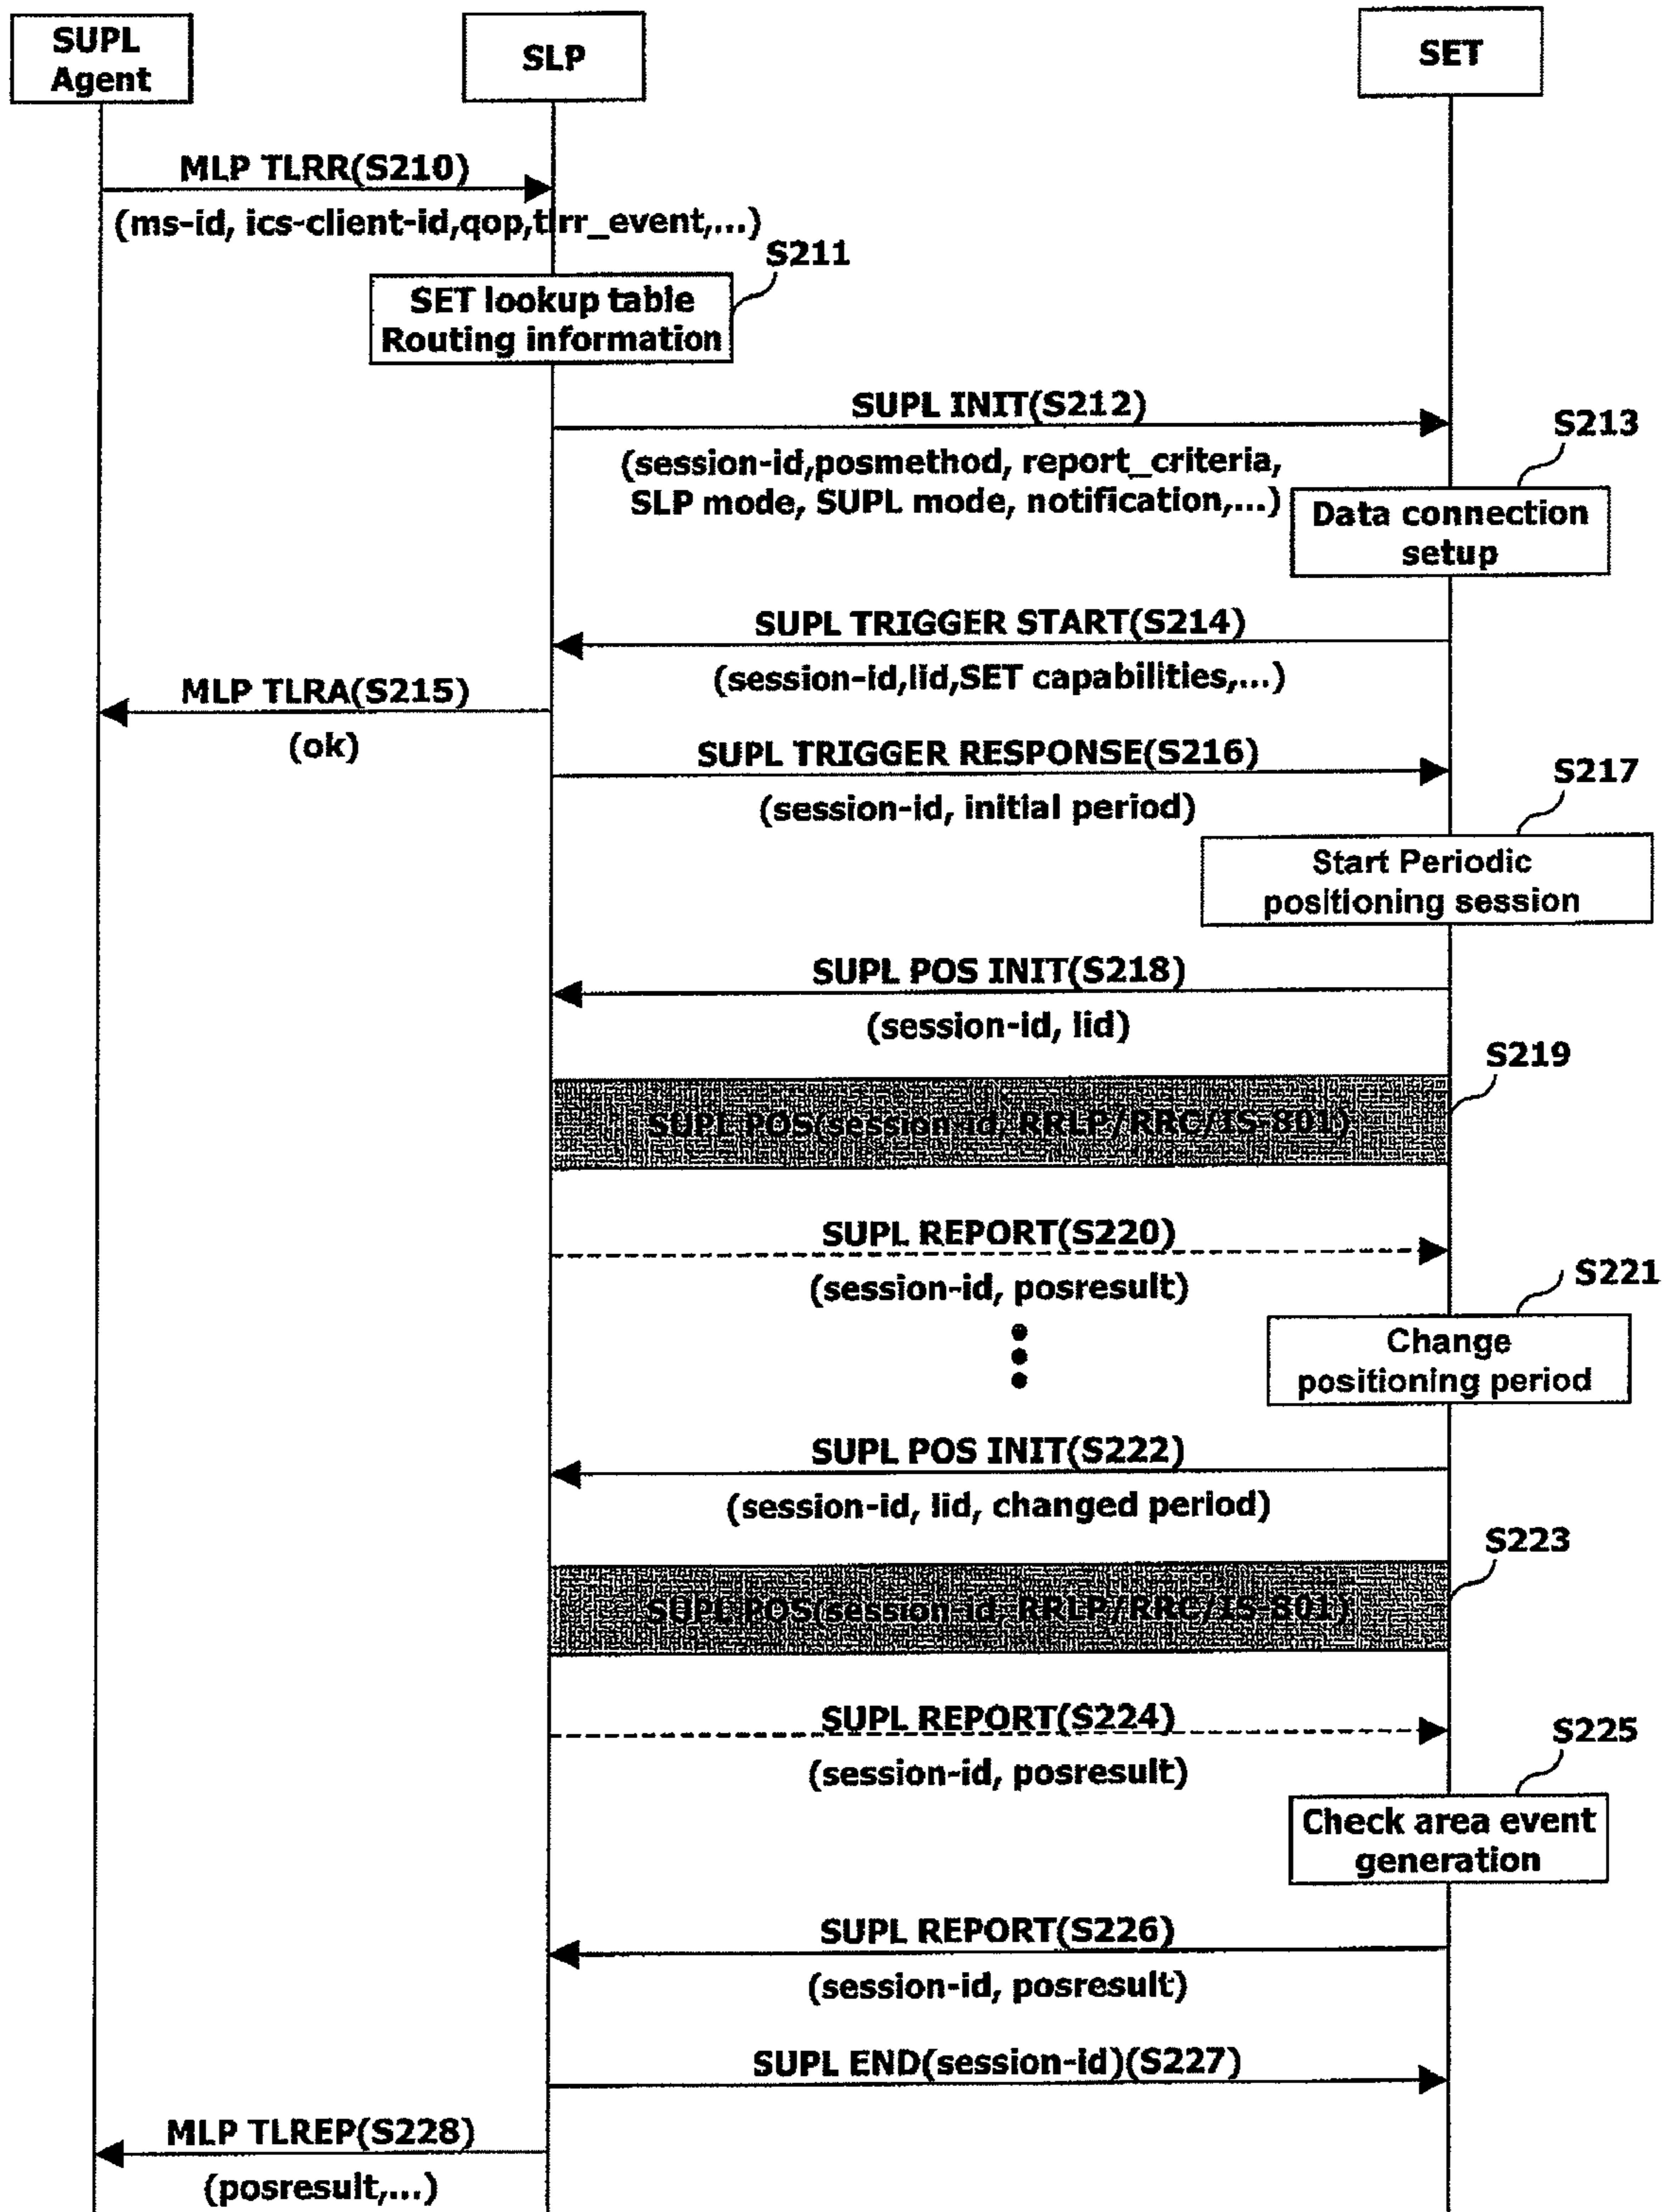 SUPL
Agent
SLP
SET
MLP TLRR(S210)
(ms-id, ics-client-id,qop,tlrr_event,...)
S211
SET lookup table
Routing information
SUPL INIT(S212)
(session-id,posmethod, report_criteria,
SLP mode, SUPL mode, notification,...)
S213
Data connection
setup
SUPL TRIGGER START(S214)
(session-id,lid,SET capabilities,...)
MLP TLRA(S215)
(ok)
SUPL TRIGGER RESPONSE(S216)
(session-id, initial period)
S217
Start Periodic
positioning session
SUPL POS INIT(S218)
(session-id, lid)
S219
SUPL POS(session-id, RRLP/RRC/IS-801)
SUPL REPORT(S220)
(session-id, posresult)
S221
Change
positioning period
SUPL POS INIT(S222)
(session-id, lid, changed period)
S223
SUPL POS(session-id, RRLP/RRC/IS-801)
SUPL REPORT(S224)
(session-id, posresult)
S225
Check area event
generation
SUPL REPORT(S226)
(session-id, posresult)
SUPL END(session-id)(S227)
MLP TLREP(S228)
(posresult,...)